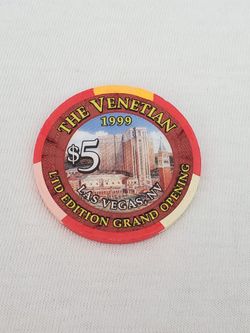 THE VENETIAN
1999
$5
LAS VEGAS, NV
LTD EDITION GRAND OPENING